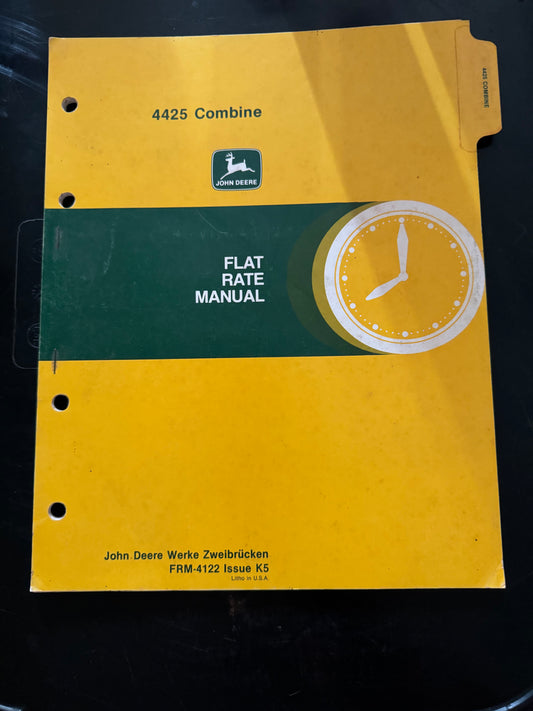 4425 COMBINE
4425 Combine
JOHN DEERE
FLAT
RATE
MANUAL
John Deere Werke Zweibrücken
FRM-4122 Issue K5
Litho in U.S.A.